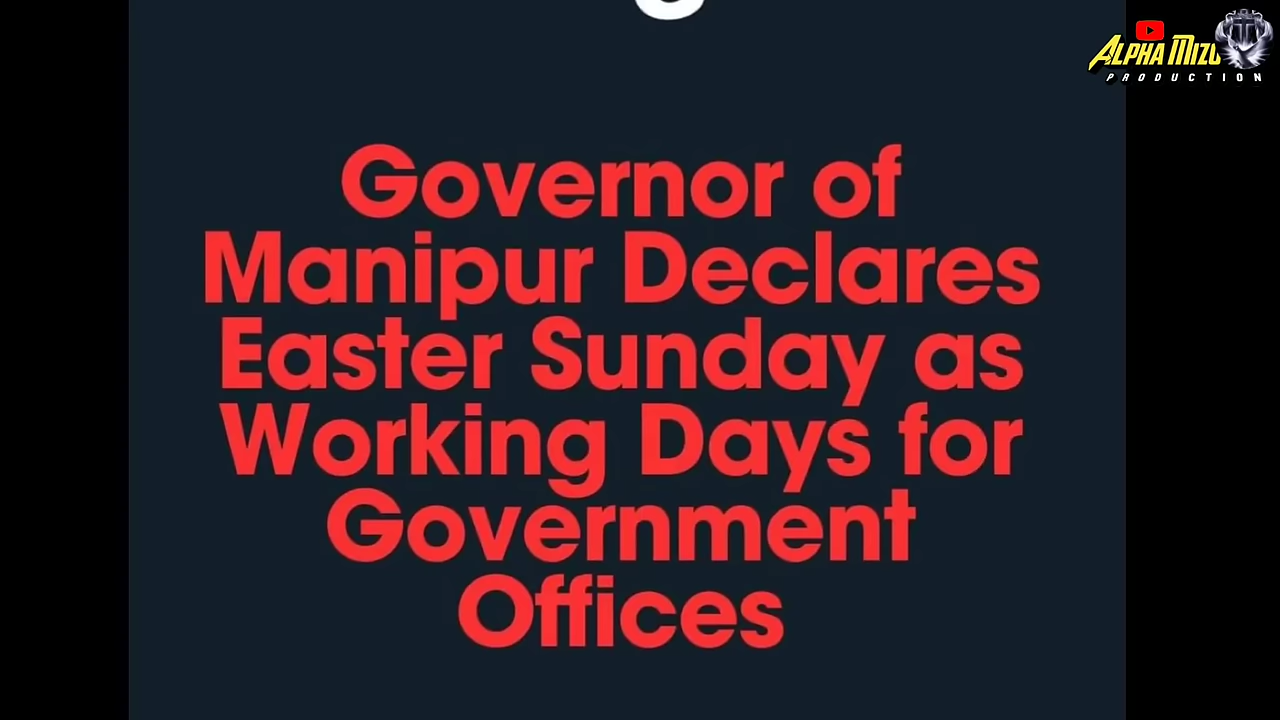 ALPHA MIZO
PRODUCTION
Governor of
Manipur Declares
Easter Sunday as
Working Days for
Government
Offices